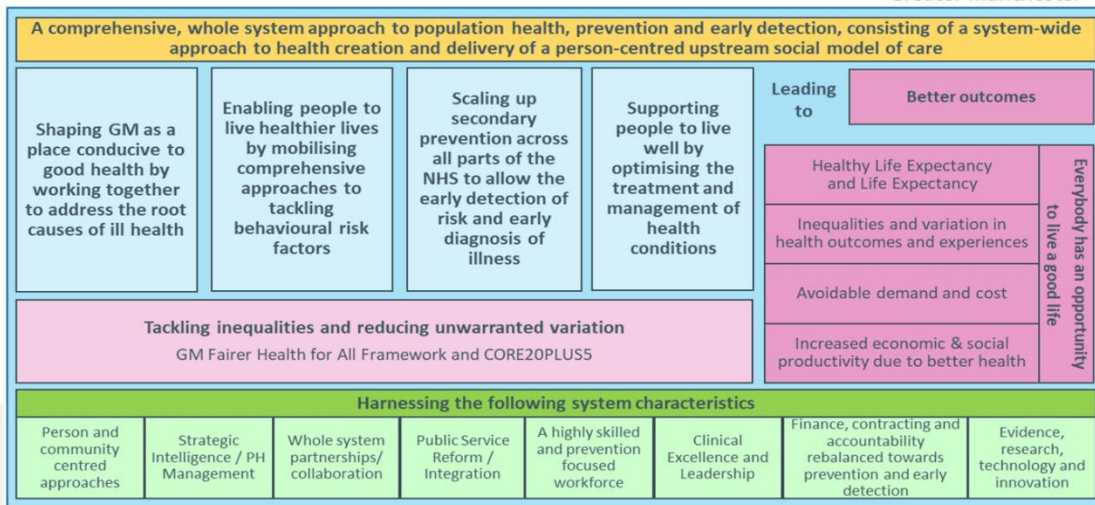 A comprehensive, whole system approach to population health, prevention and early detection, consisting of a system-wide
approach to health creation and delivery of a person-centred upstream social model of care
Shaping GM as a
place conducive to
good health by
working together
to address the root
causes of ill health
Enabling people to
live healthier lives
by mobilising
comprehensive
approaches to
tackling
behavioural risk
factors
Scaling up
secondary
prevention across
all parts of the
NHS to allow the
early detection of
risk and early
diagnosis of
illness
Supporting
people to live
well by
optimising the
treatment and
management of
health
conditions
Leading
to
Better outcomes
Healthy Life Expectancy
and Life Expectancy
Inequalities and variation in
health outcomes and experiences
Avoidable demand and cost
Increased economic & social
productivity due to better health
Everybody has an opportunity
to live a good life
Tackling inequalities and reducing unwarranted variation
GM Fairer Health for All Framework and CORE20PLUS5
Harnessing the following system characteristics
Person and
community
centred
approaches
Strategic
Intelligence / PH
Management
Whole system
partnerships/
collaboration
Public Service
Reform /
Integration
A highly skilled
and prevention
focused
workforce
Clinical
Excellence and
Leadership
Finance, contracting and
accountability
rebalanced towards
prevention and early
detection
Evidence,
research,
technology and
innovation